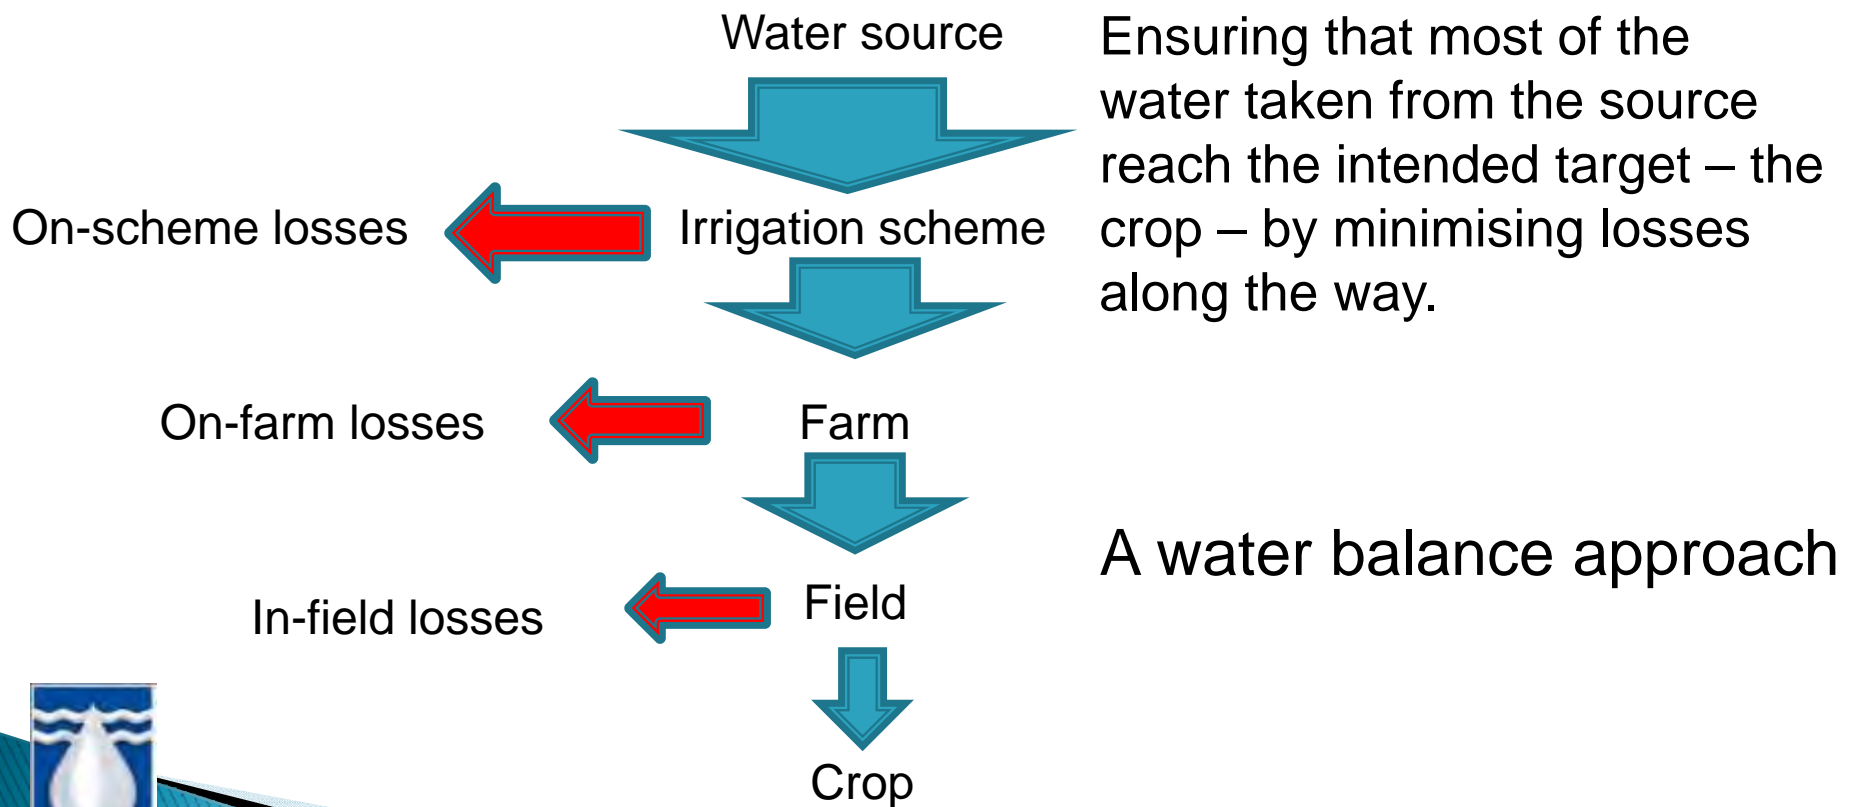 Water source
Ensuring that most of the
water taken from the source
reach the intended target – the
crop – by minimising losses
along the way.
On-scheme losses
Irrigation scheme
On-farm losses
Farm
A water balance approach
In-field losses
Field
Crop